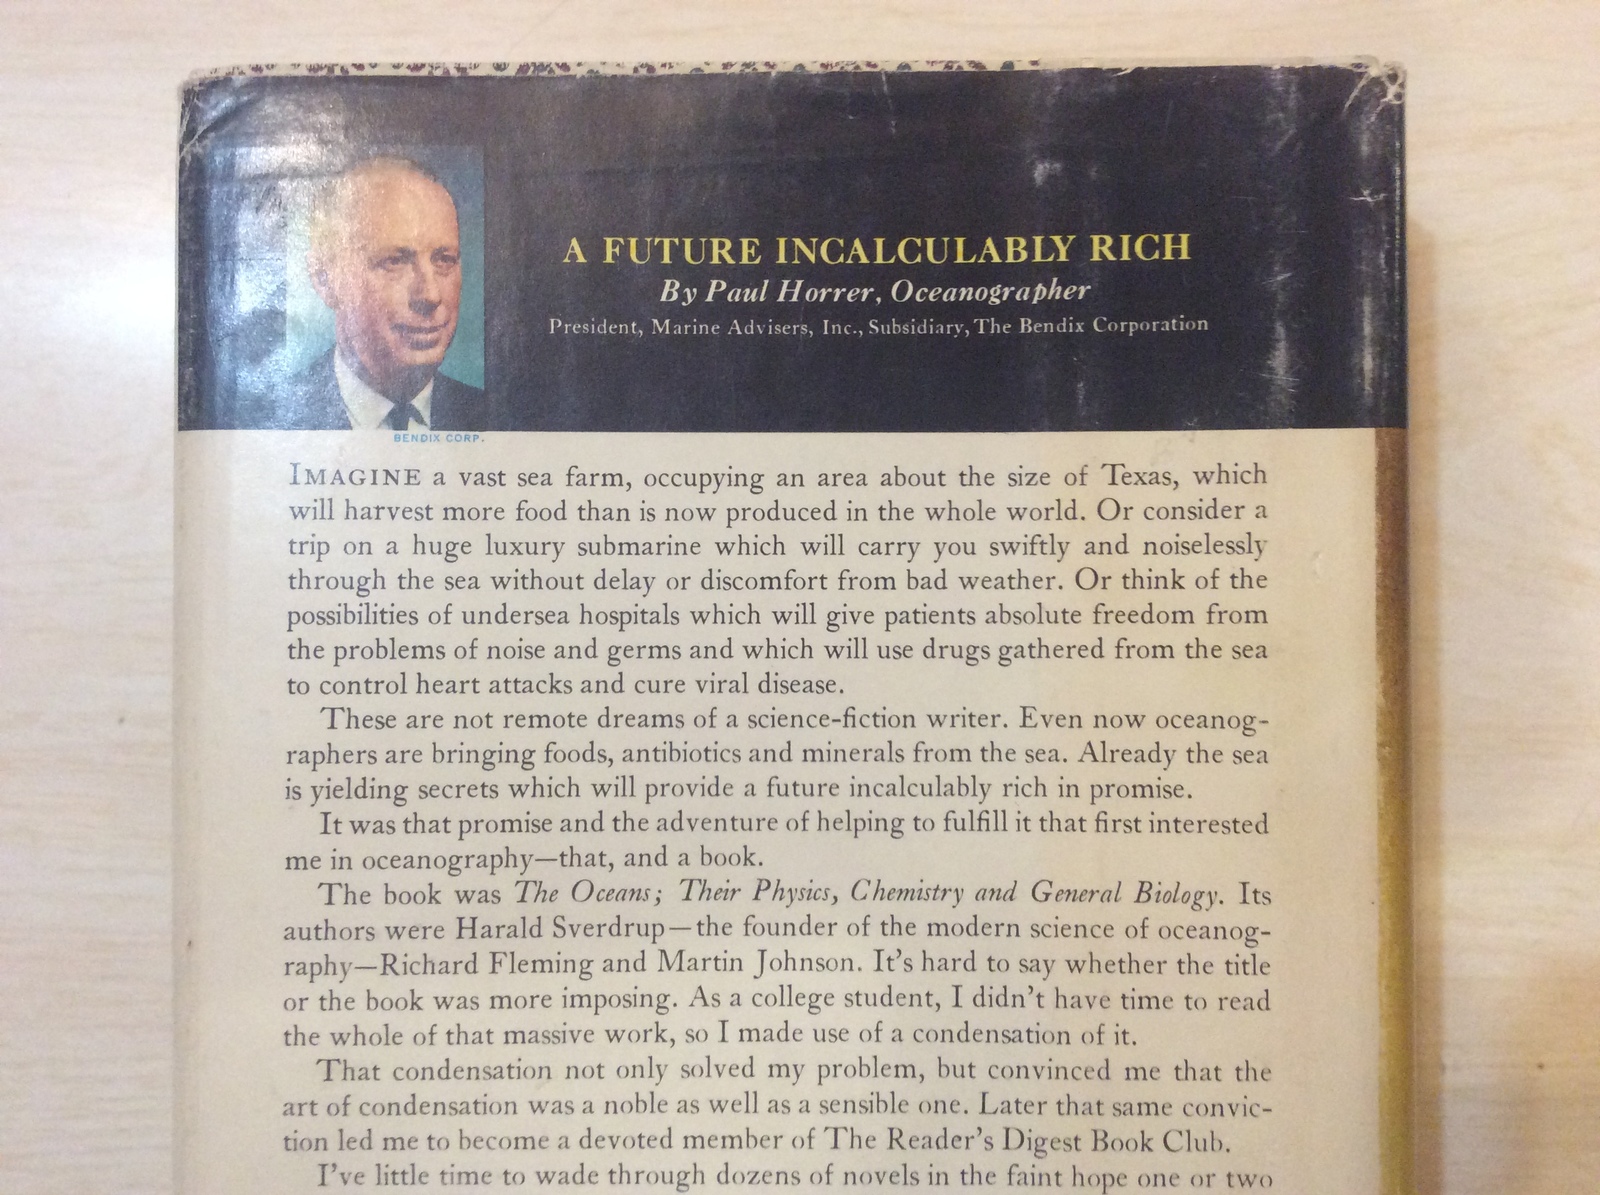 A FUTURE INCALCULABLY RICH
By Paul Horrer, Oceanographer
President, Marine Advisers, Inc., Subsidiary, The Bendix Corporation
BENDIX CORP.
IMAGINE a vast sea farm, occupying an area about the size of Texas, which
will harvest more food than is now produced in the whole world. Or consider a
trip on a huge luxury submarine which will carry you swiftly and noiselessly
through the sea without delay or discomfort from bad weather. Or think of the
possibilities of undersea hospitals which will give patients absolute freedom from
the problems of noise and germs and which will use drugs gathered from the sea
to control heart attacks and cure viral disease.
These are not remote dreams of a science-fiction writer. Even now oceanog-
raphers are bringing foods, antibiotics and minerals from the sea. Already the sea
is yielding secrets which will provide a future incalculably rich in promise.
It was that promise and the adventure of helping to fulfill it that first interested
me in oceanography—that, and a book.
The book was The Oceans; Their Physics, Chemistry and General Biology. Its
authors were Harald Sverdrup—the founder of the modern science of oceanog-
raphy—Richard Fleming and Martin Johnson. It's hard to say whether the title
or the book was more imposing. As a college student, I didn't have time to read
the whole of that massive work, so I made use of a condensation of it.
That condensation not only solved my problem, but convinced me that the
art of condensation was a noble as well as a sensible one. Later that same convic-
tion led me to become a devoted member of The Reader's Digest Book Club.
I've little time to wade through dozens of novels in the faint hope one or two